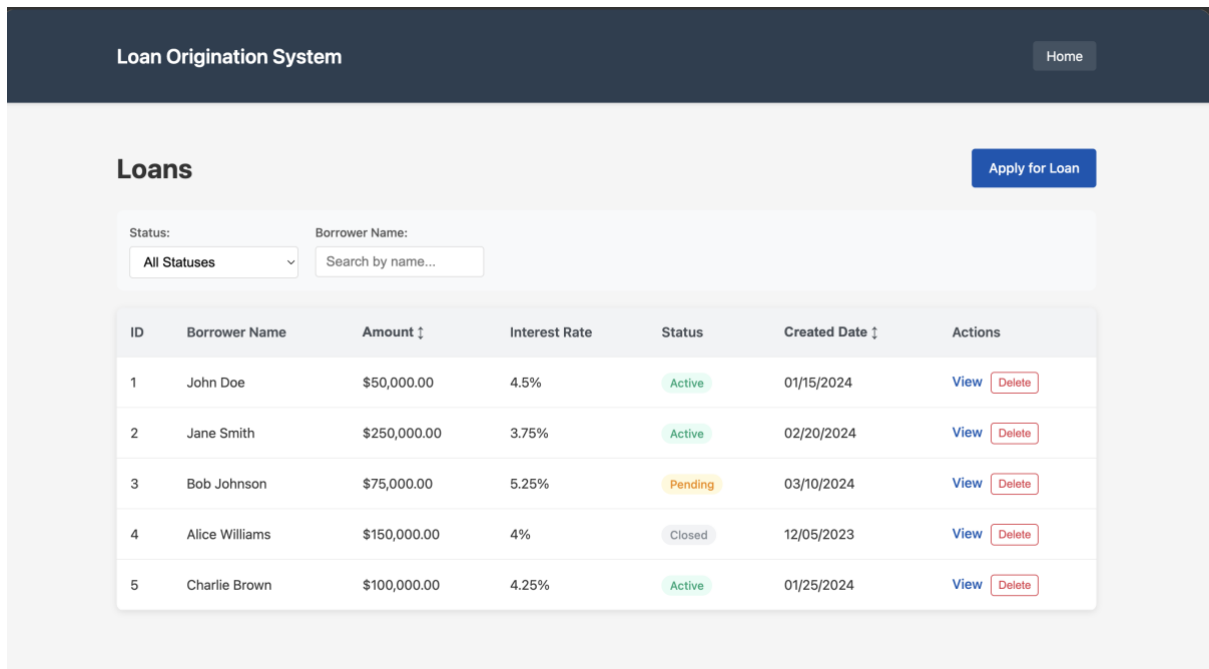 Loan Origination System Home
Loans Apply for Loan
Status: Borrower Name:
All Statuses Search by name...
ID Borrower Name Amount ↕ Interest Rate Status Created Date ↕ Actions
1 John Doe $50,000.00 4.5% Active 01/15/2024 View Delete
2 Jane Smith $250,000.00 3.75% Active 02/20/2024 View Delete
3 Bob Johnson $75,000.00 5.25% Pending 03/10/2024 View Delete
4 Alice Williams $150,000.00 4% Closed 12/05/2023 View Delete
5 Charlie Brown $100,000.00 4.25% Active 01/25/2024 View Delete